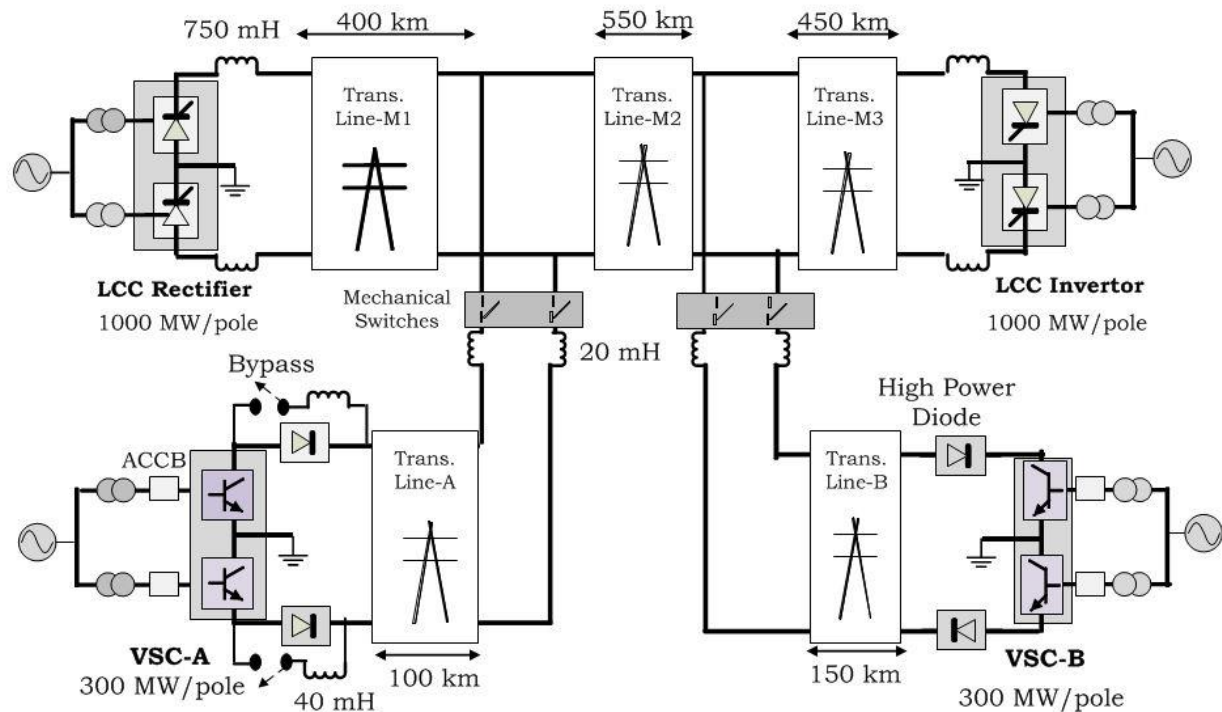 750 mH
400 km
550 km
450 km
Trans.
Line-M1
Trans.
Line-M2
Trans.
Line-M3
LCC Rectifier
1000 MW/pole
Mechanical
Switches
LCC Invertor
1000 MW/pole
20 mH
Bypass
High Power
Diode
ACCB
Trans.
Line-A
Trans.
Line-B
VSC-A
300 MW/pole
40 mH
100 km
150 km
VSC-B
300 MW/pole